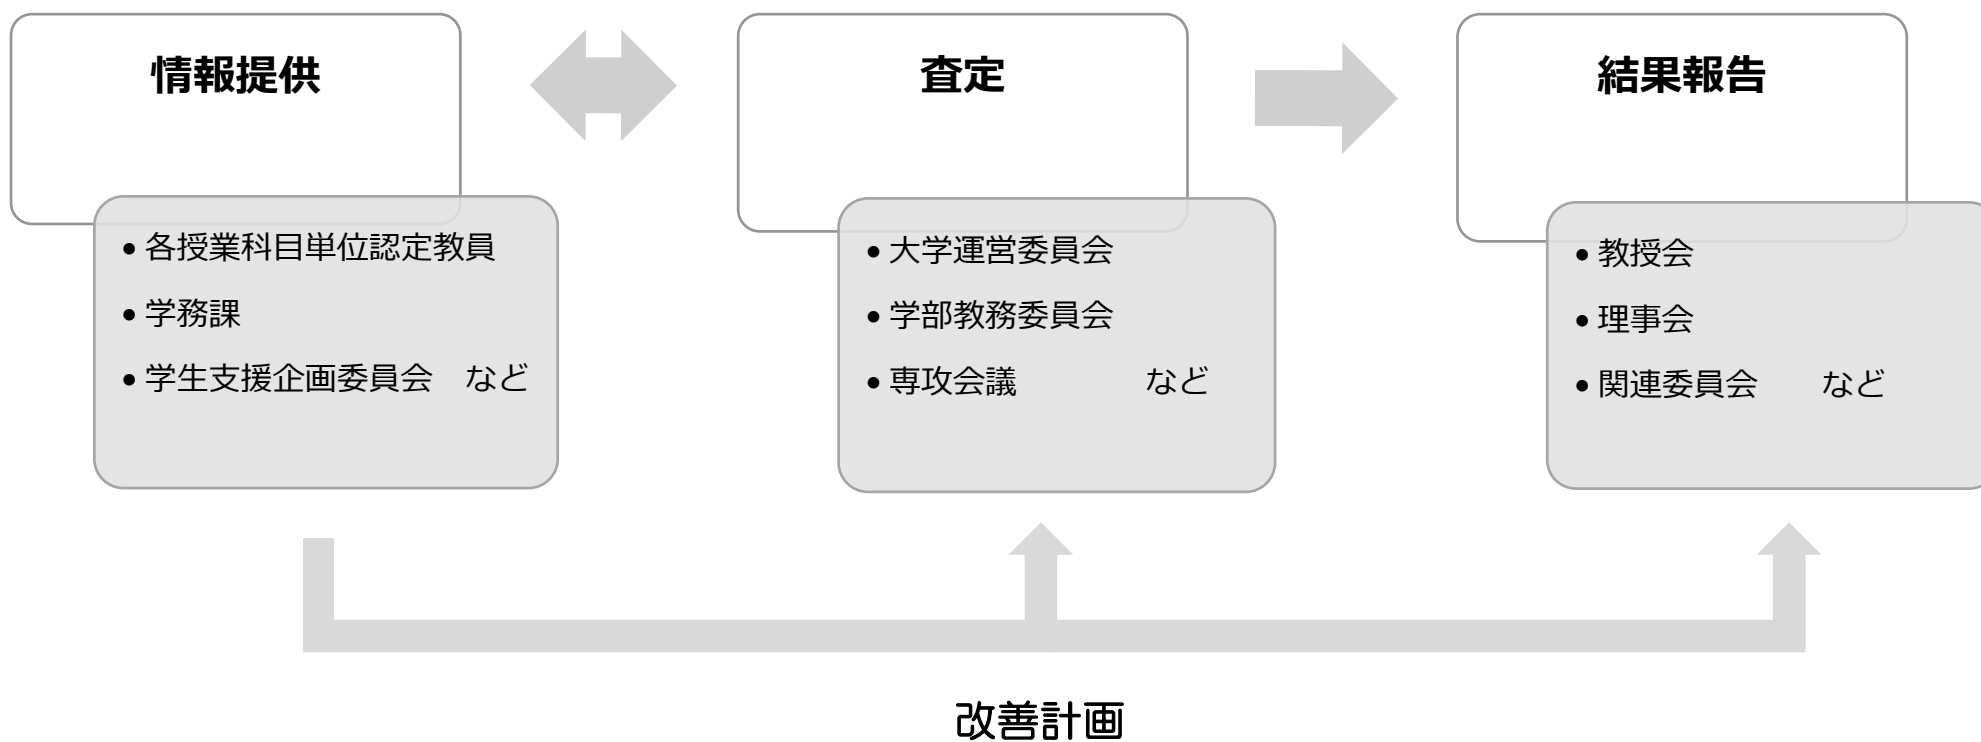 情報提供
• 各授業科目単位認定教員
• 学務課
• 学生支援企画委員会　など
査定
• 大学運営委員会
• 学部教務委員会
• 専攻会議　　　　など
結果報告
• 教授会
• 理事会
• 関連委員会　　など
改善計画